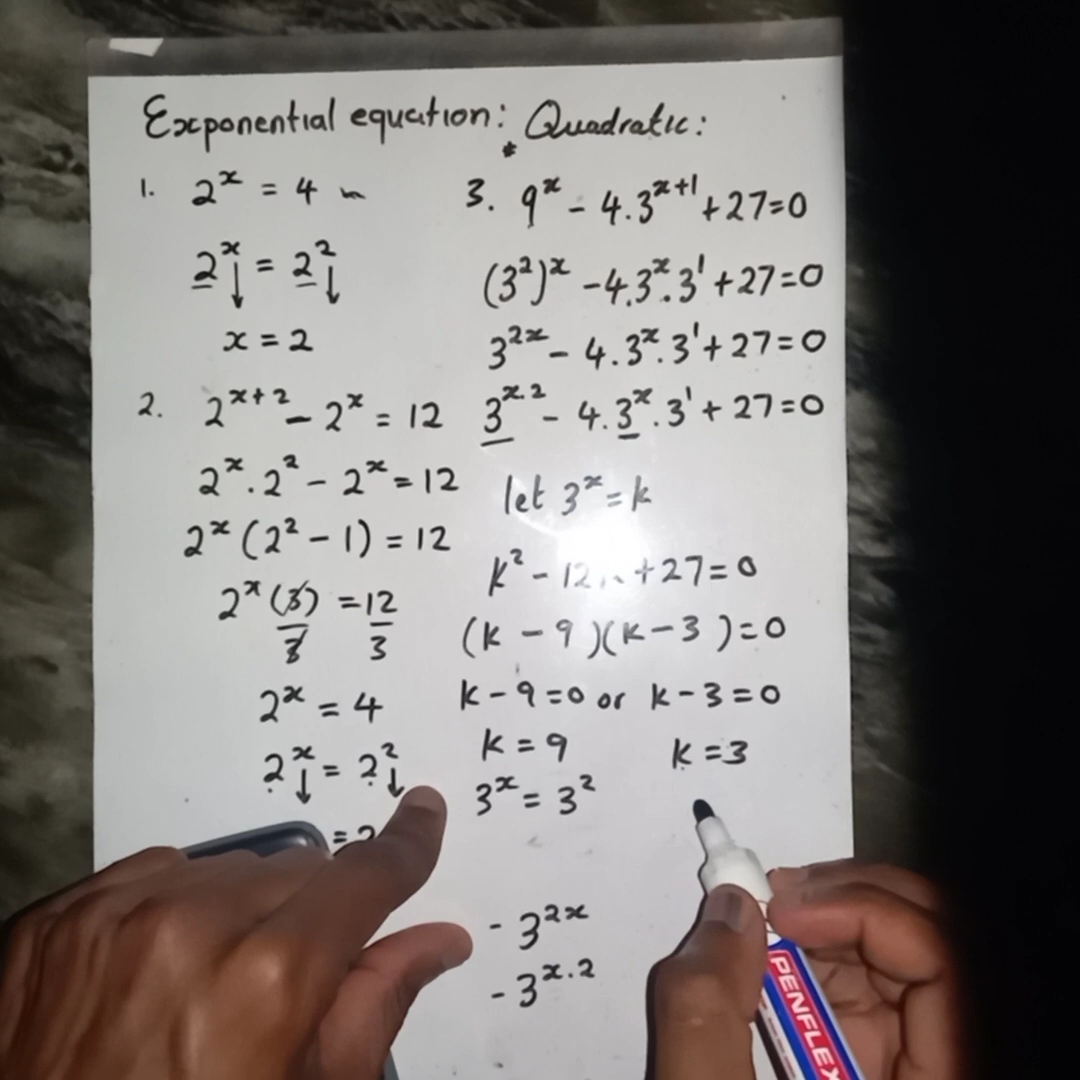 Exponential equation: Quadratic:
*
1. 2^x = 4
2^x = 2^2
x = 2
2. 2^{x+2} - 2^x = 12
2^x . 2^2 - 2^x = 12
2^x (2^2 - 1) = 12
2^x (3)/3 = 12/3
2^x = 4
2^x = 2^2
= 2
3. 9^x - 4.3^{x+1} + 27=0
(3^2)^x - 4.3^x.3^1 + 27=0
3^{2x} - 4.3^x.3^1 + 27=0
3^{x.2} - 4.3^x.3^1 + 27=0
let 3^x = k
k^2 - 12 +27=0
(k - 9)(k - 3)=0
k - 9=0 or k - 3=0
k = 9 k = 3
3^x = 3^2
- 3^{2x}
- 3^{x.2}
PENFLEX